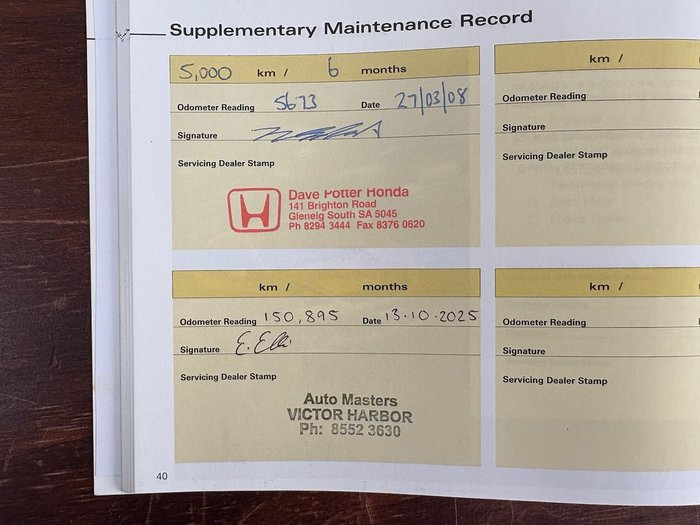 Supplementary Maintenance Record
5,000 km / 6 months
Odometer Reading 5673 Date 27/03/08
Signature
Servicing Dealer Stamp
Dave Potter Honda
141 Brighton Road
Glenelg South SA 5045
Ph 8294 3444 Fax 8376 0620
km /
Odometer Reading
Signature
Servicing Dealer Stamp
km / months
Odometer Reading 150,895 Date 13.10.2025
Signature E. Elli
Servicing Dealer Stamp
Auto Masters
VICTOR HARBOR
Ph: 8552 3630
km /
Odometer Reading
Signature
Servicing Dealer Stamp
40